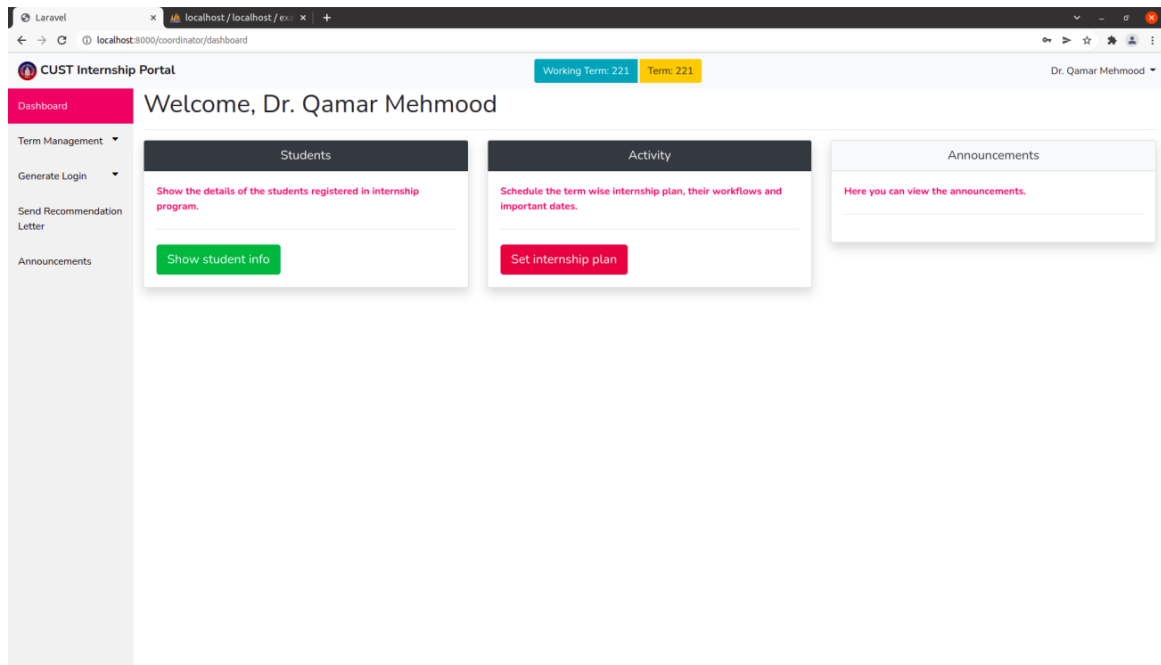 Laravel
localhost / localhost / exa
localhost:8000/coordinator/dashboard
CUST Internship Portal
Working Term: 221
Term: 221
Dr. Qamar Mehmood
Dashboard
Term Management
Generate Login
Send Recommendation
Letter
Announcements
Welcome, Dr. Qamar Mehmood
Students
Show the details of the students registered in internship
program.
Show student info
Activity
Schedule the term wise internship plan, their workflows and
important dates.
Set internship plan
Announcements
Here you can view the announcements.